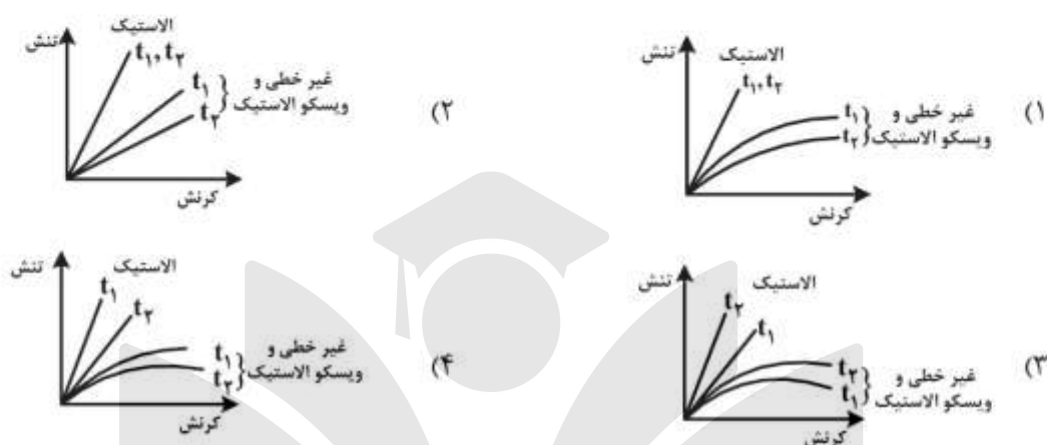 تنش
الاستیک
t₁, t₂
t₁
t₂
غیر خطی و
ویسکو الاستیک
کرنش
(۱
تنش
الاستیک
t₁, t₂
t₁
t₂
غیر خطی و
ویسکو الاستیک
کرنش
(۲
تنش
الاستیک
t₂
t₁
t₂
t₁
غیر خطی و
ویسکو الاستیک
کرنش
(۳
تنش
الاستیک
t₁
t₂
t₁
t₂
غیر خطی و
ویسکو الاستیک
کرنش
(۴